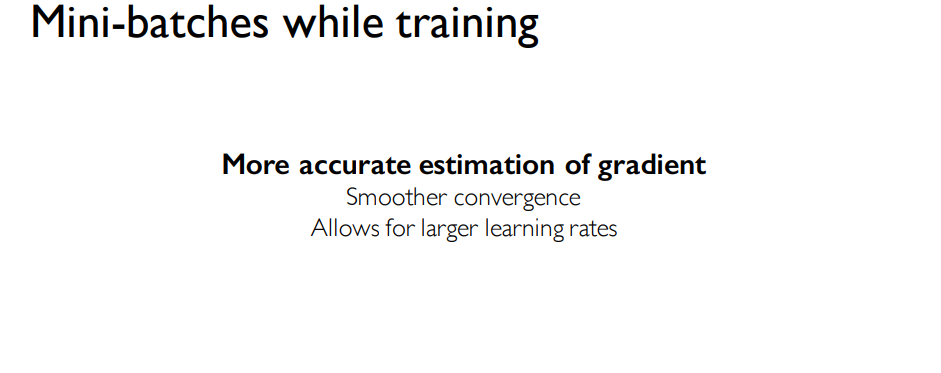 Mini-batches while training
More accurate estimation of gradient
Smoother convergence
Allows for larger learning rates